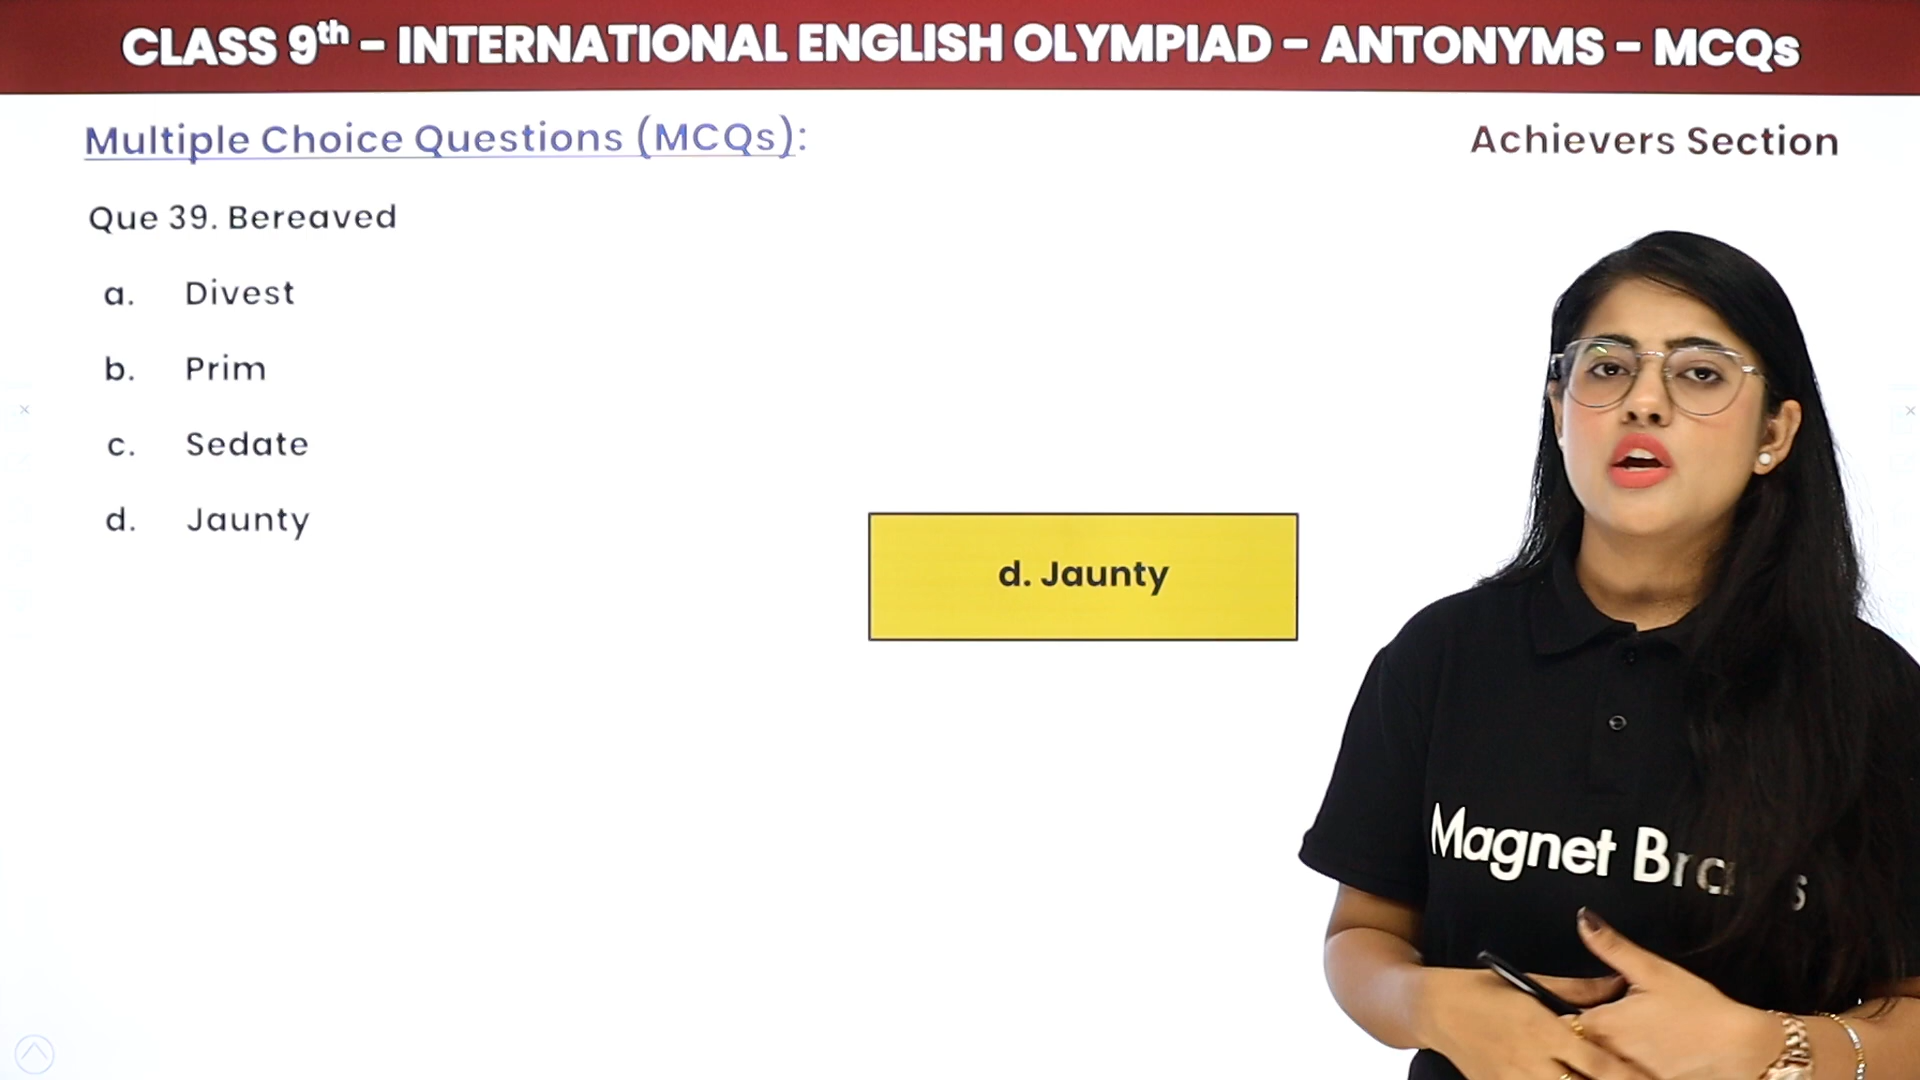 CLASS 9th – INTERNATIONAL ENGLISH OLYMPIAD – ANTONYMS – MCQs
Multiple Choice Questions (MCQs):
Achievers Section
Que 39. Bereaved
a. Divest
b. Prim
c. Sedate
d. Jaunty
d. Jaunty
Magnet